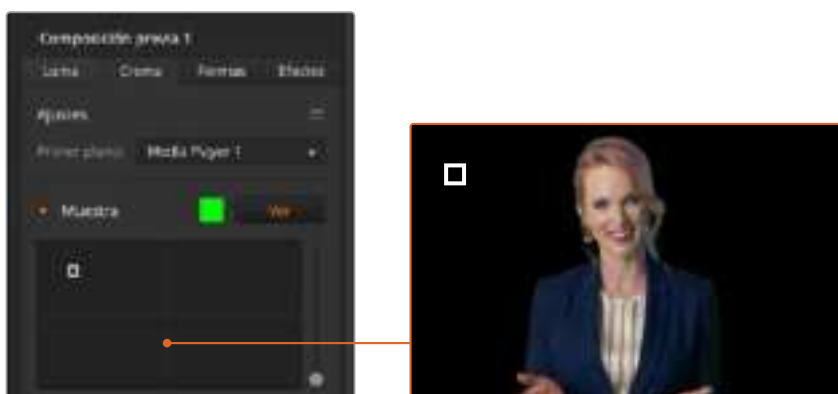 Composición previa 1
Luma Croma Formas Efectos
Ajustes
Primer plano: Media Player 1
Muestra Ver